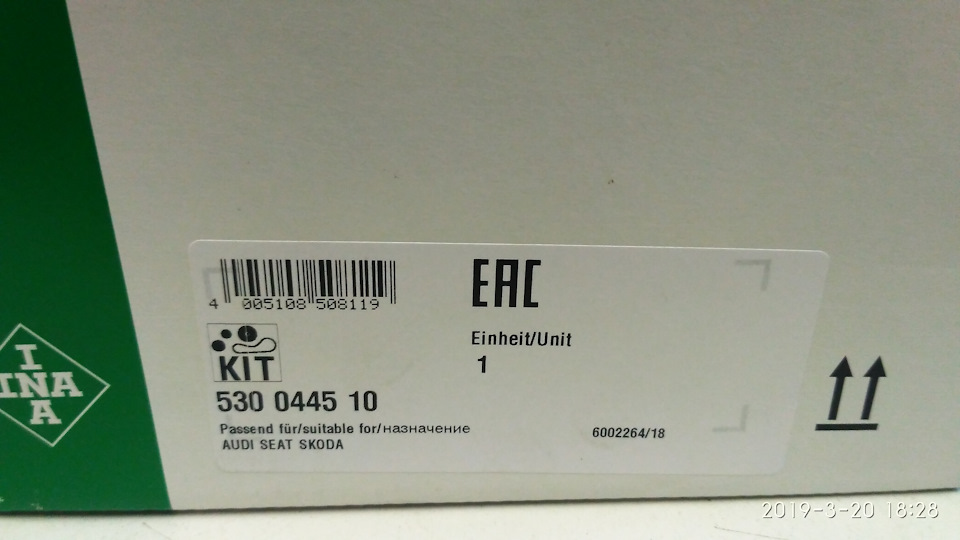 I
INA
A
4 005108 508119
EAC
KIT
Einheit/Unit
1
530 0445 10
Passend für/suitable for/назначение
AUDI SEAT SKODA
6002264/18
2019-3-20 18:28